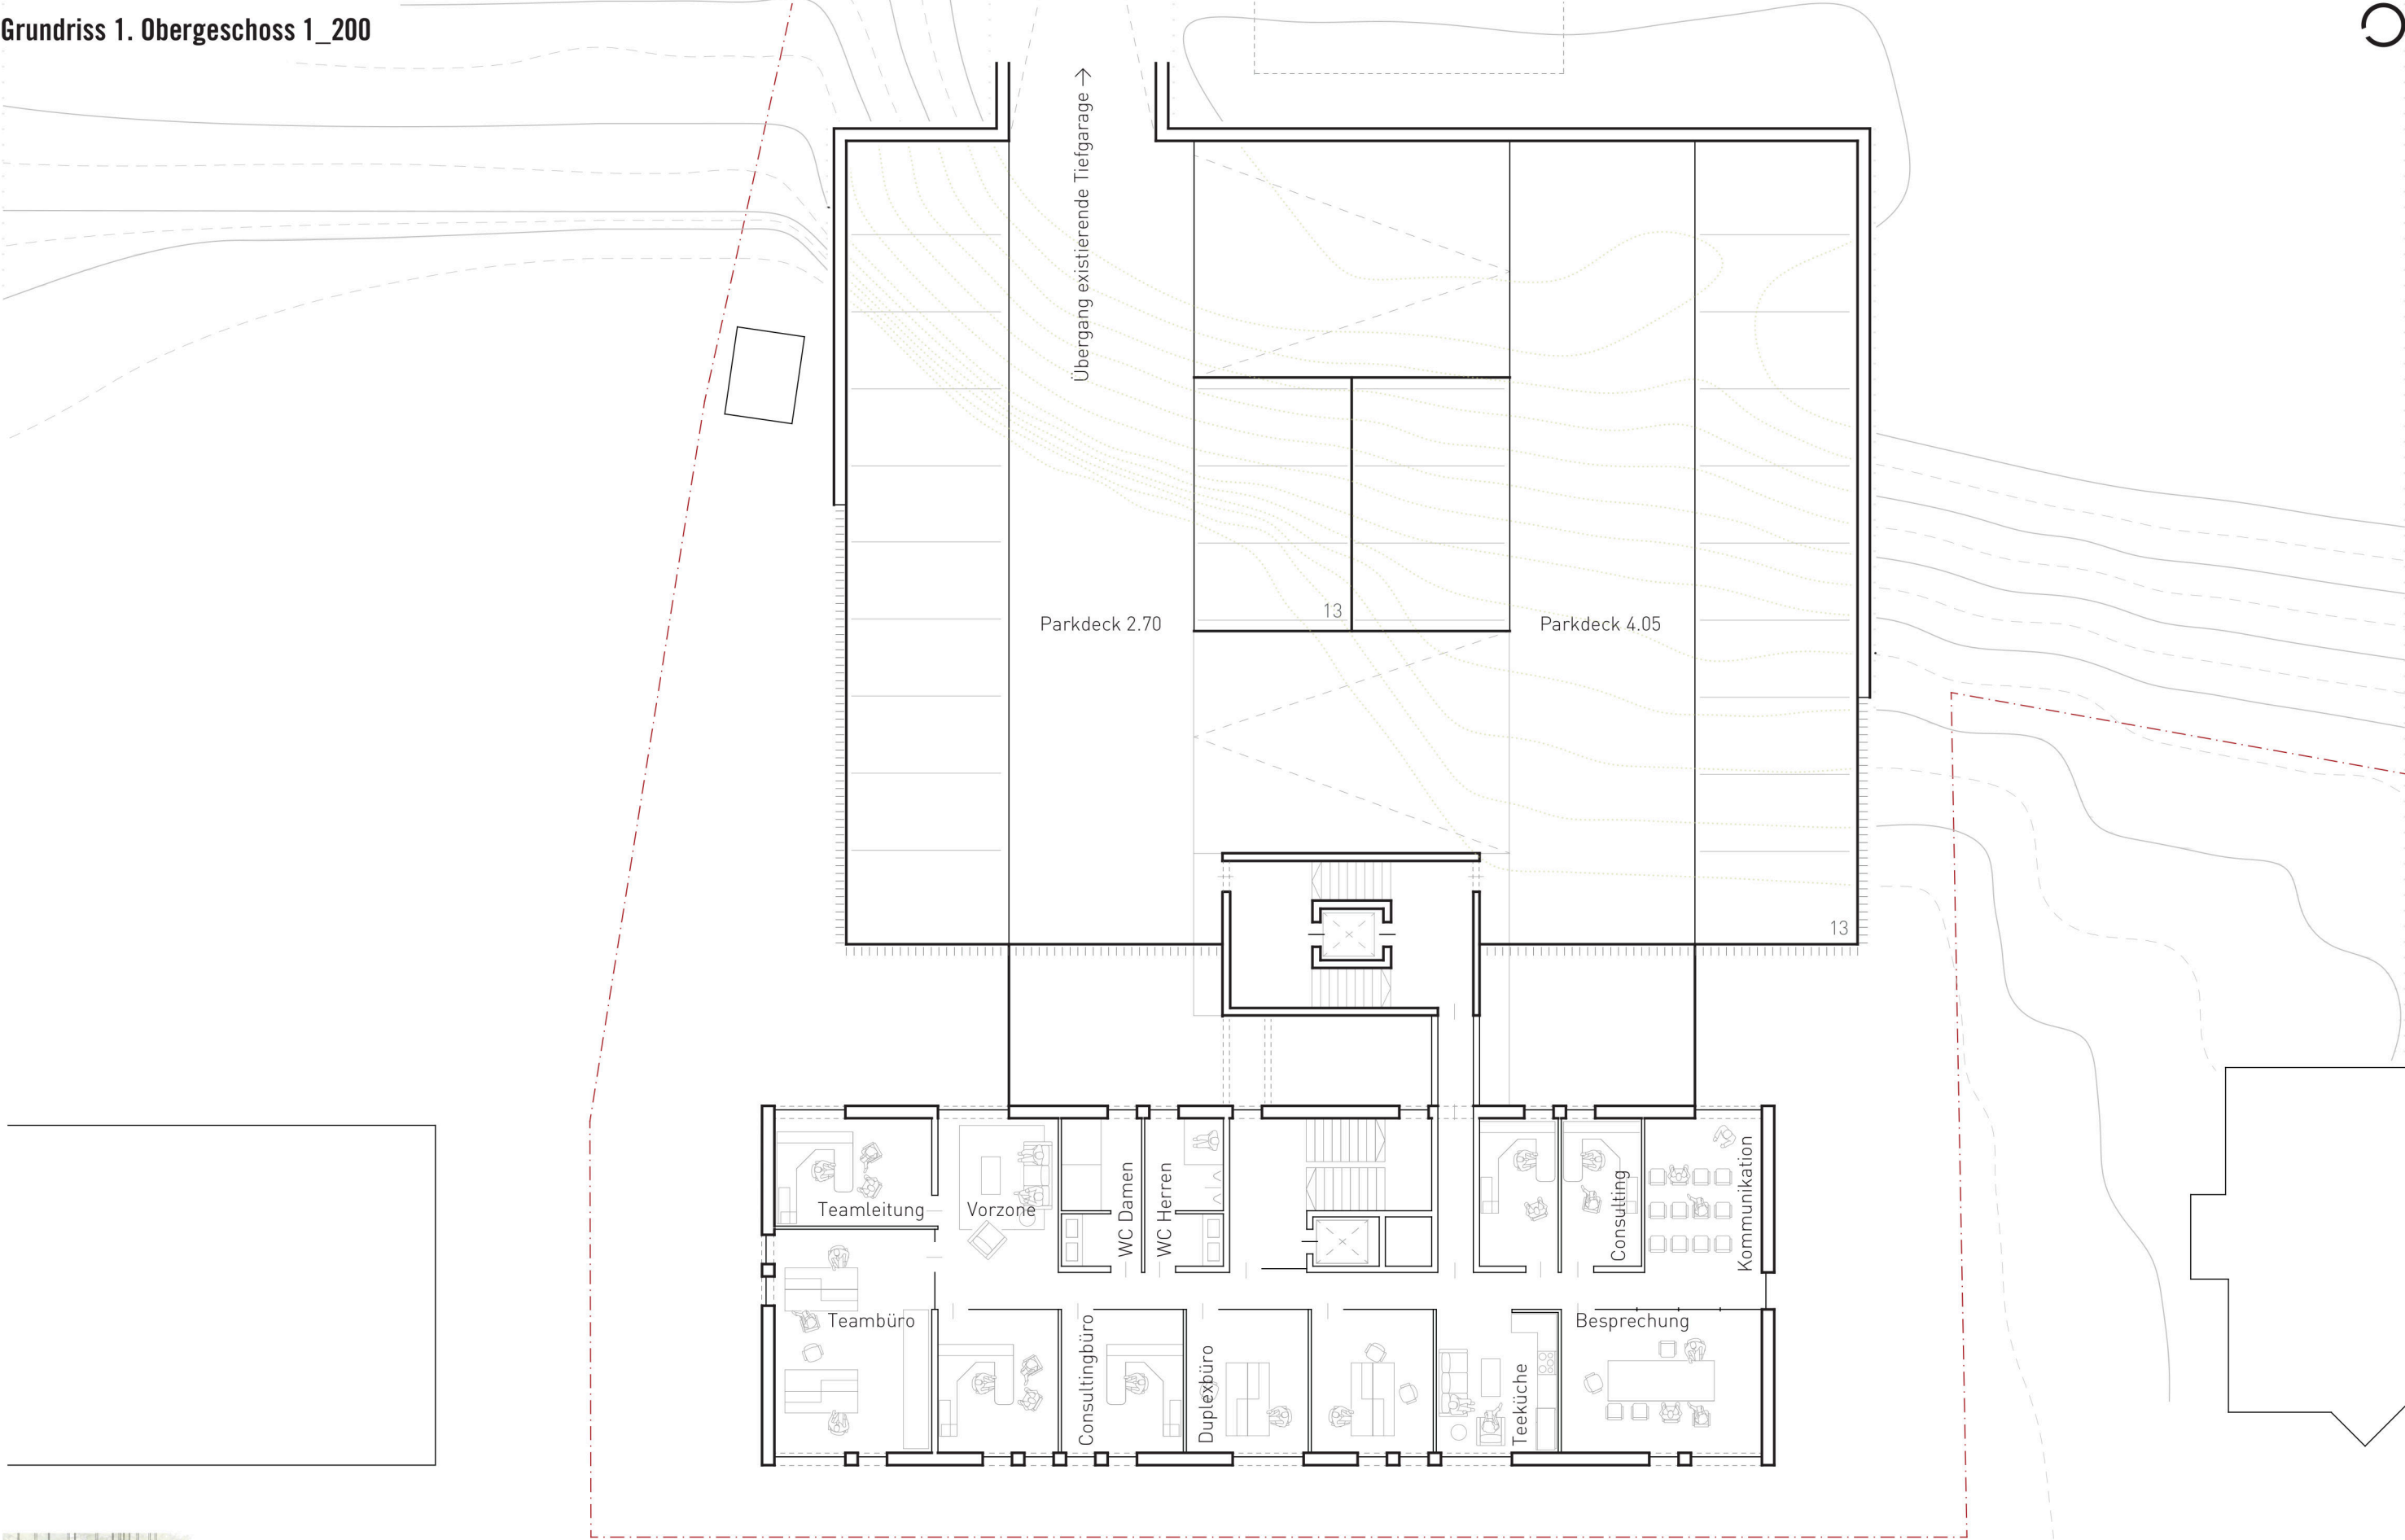 Grundriss 1. Obergeschoss 1_200
Übergang existierende Tiefgarage
13
Parkdeck 2.70
Parkdeck 4.05
13
Teamleitung
Vorzone
WC Damen
WC Herren
Consulting
Kommunikation
Teambüro
Consultingbüro
Duplexbüro
Teeküche
Besprechung